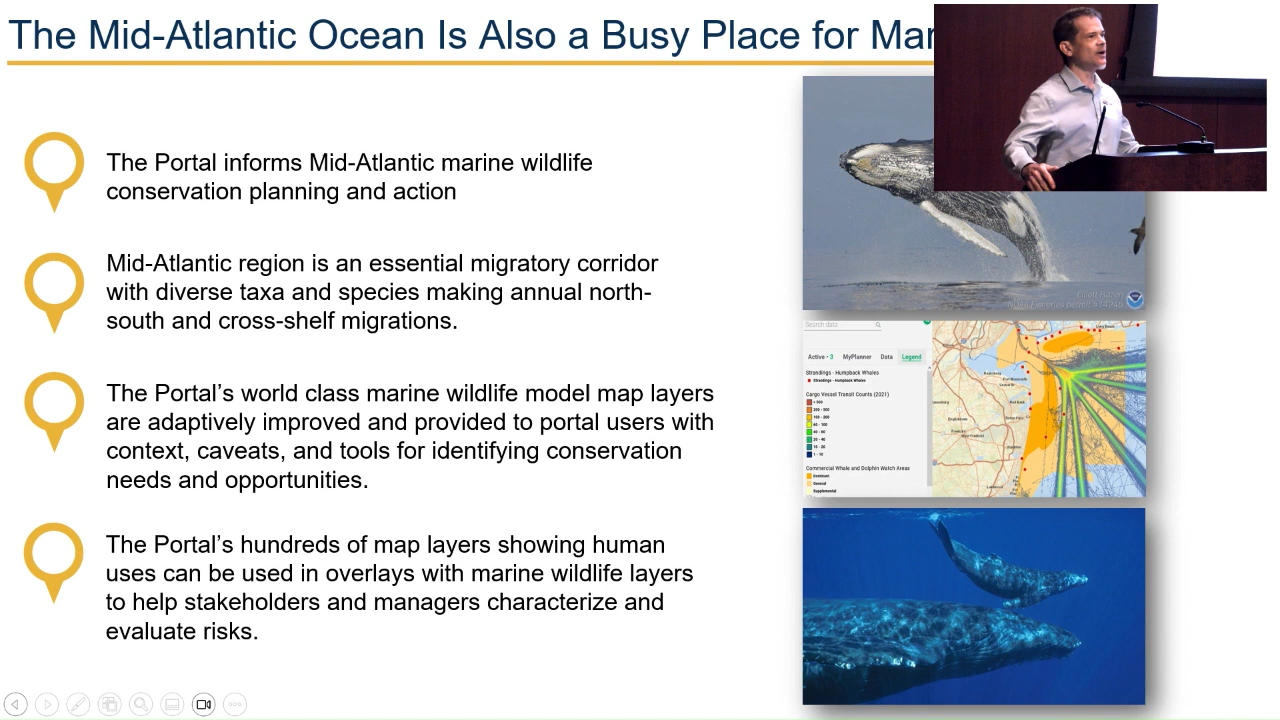 The Mid-Atlantic Ocean Is Also a Busy Place for Mar
The Portal informs Mid-Atlantic marine wildlife
conservation planning and action
Mid-Atlantic region is an essential migratory corridor
with diverse taxa and species making annual north-
south and cross-shelf migrations.
The Portal’s world class marine wildlife model map layers
are adaptively improved and provided to portal users with
context, caveats, and tools for identifying conservation
needs and opportunities.
The Portal’s hundreds of map layers showing human
uses can be used in overlays with marine wildlife layers
to help stakeholders and managers characterize and
evaluate risks.
Search data
Active • 3 MyPlanner Data Legend
Strandings - Humpback Whales
Strandings - Humpback Whales
Cargo Vessel Transit Counts (2021)
Commercial Whale and Dolphin Watch Areas
Dominant
General
Supplemental